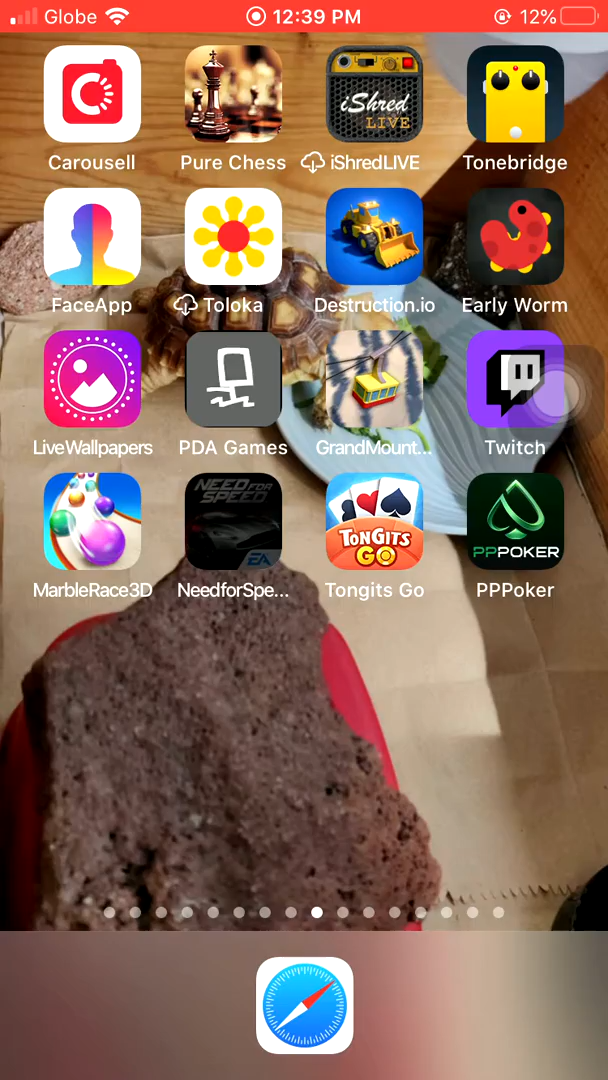 Globe 12:39 PM 12%
iShred
LIVE
Carousell Pure Chess iShredLIVE Tonebridge
FaceApp Toloka Destruction.io Early Worm
LiveWallpapers PDA Games GrandMount... Twitch
NEED FOR
SPEED
EA
TONGITS
GO
PPPOKER
MarbleRace3D NeedforSpe... Tongits Go PPPoker